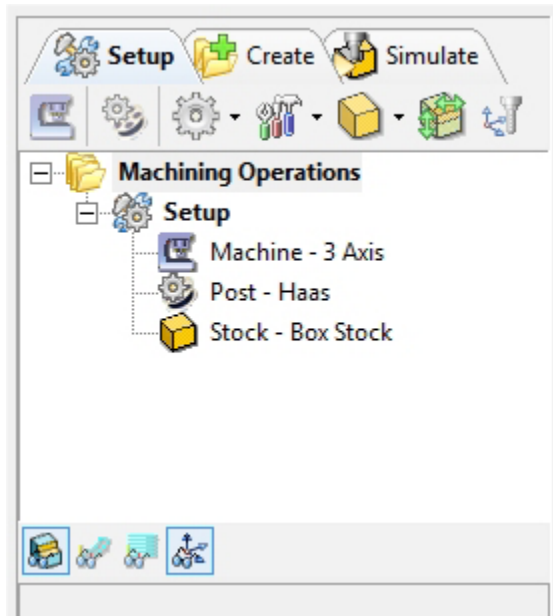 Setup Create Simulate
Machining Operations
Setup
Machine - 3 Axis
Post - Haas
Stock - Box Stock